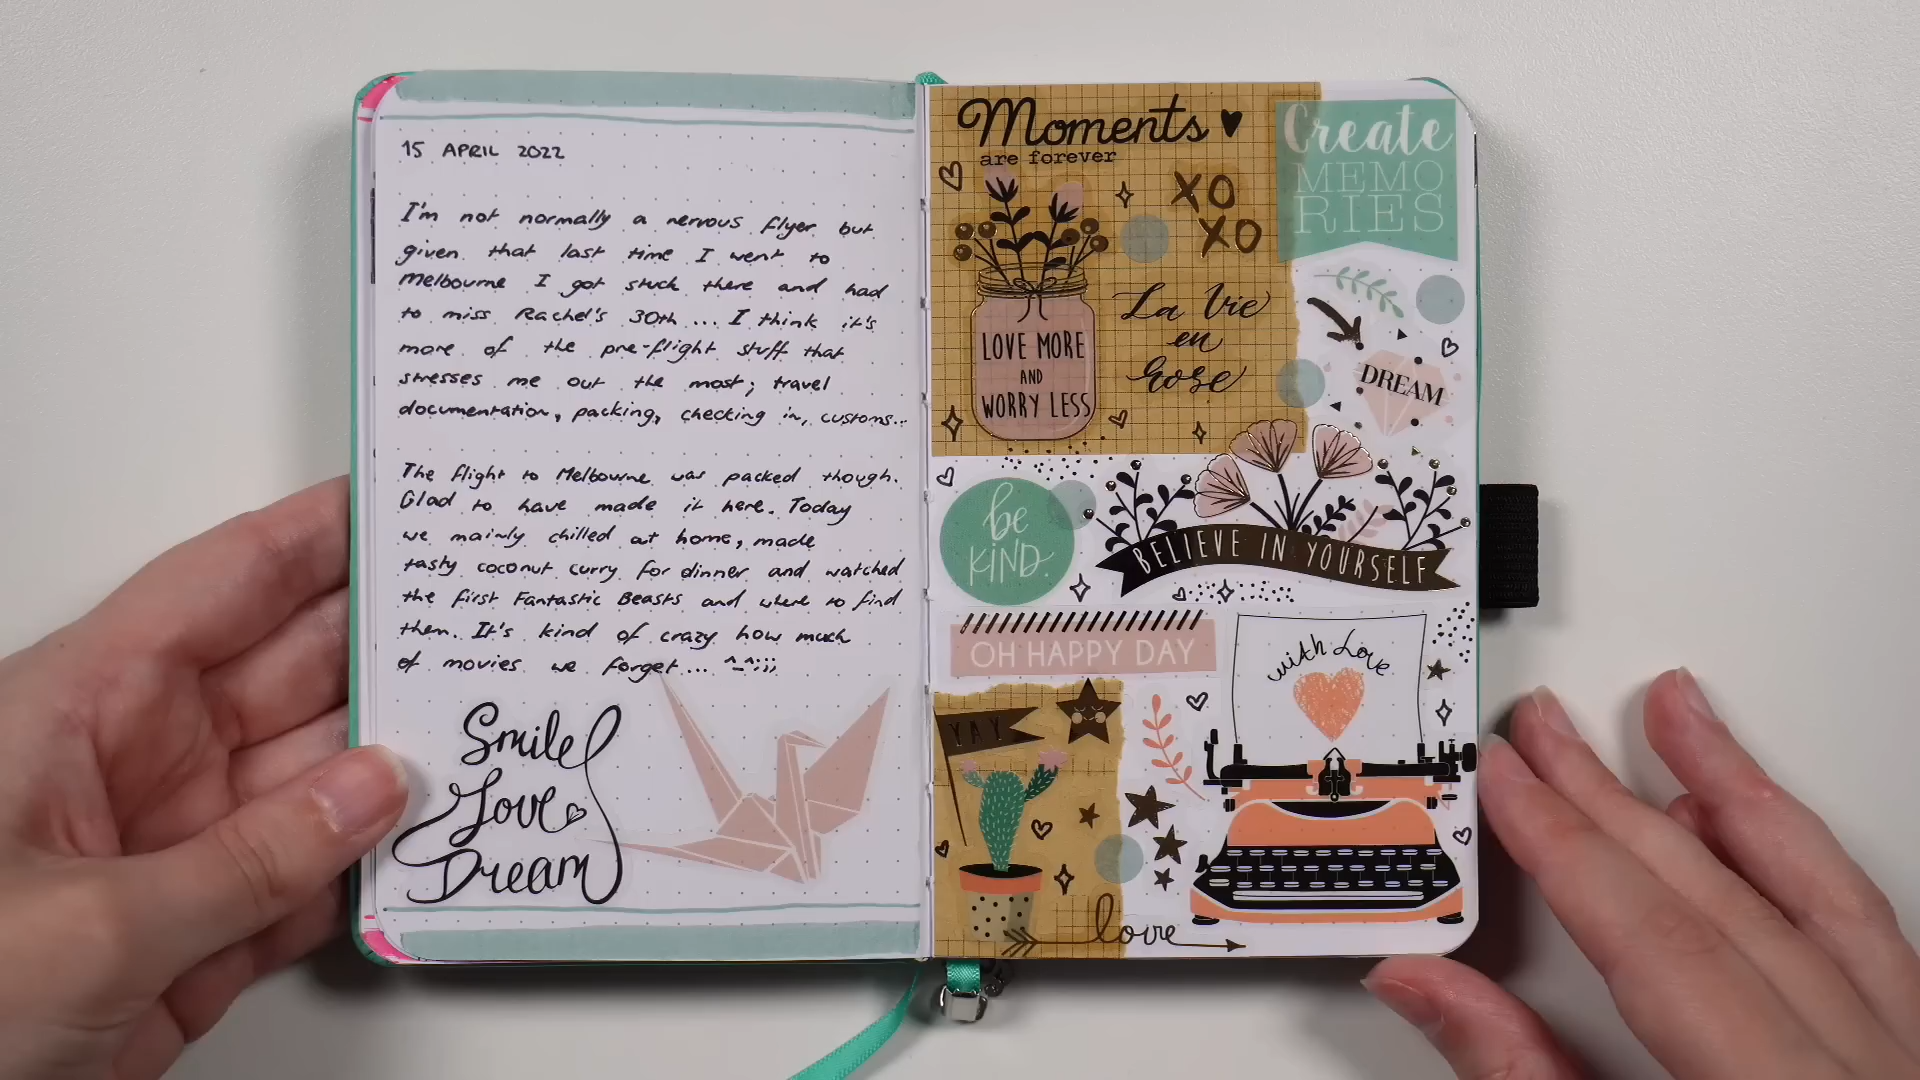 15 APRIL 2022
I'm not normally a nervous flyer but
given that last time I went to
Melbourne I got stuck there and had
to miss Rachel's 30th... I think it's
more of the pre-flight stuff that
stresses me out the most; travel
documentation, packing, checking in, customs...
The flight to Melbourne was packed though.
Glad to have made it here. Today
we mainly chilled at home, made
tasty coconut curry for dinner and watched
the first Fantastic Beasts and where to find
them. It's kind of crazy how much
of movies we forget... ^_^;;;
Smile
Love
Dream
Moments
are forever
XO
XO
LOVE MORE
AND
WORRY LESS
La Vie
en
Rose
Create
MEMO
RIES
DREAM
be
KIND.
BELIEVE IN YOURSELF
OH HAPPY DAY
with Love
YAY
love